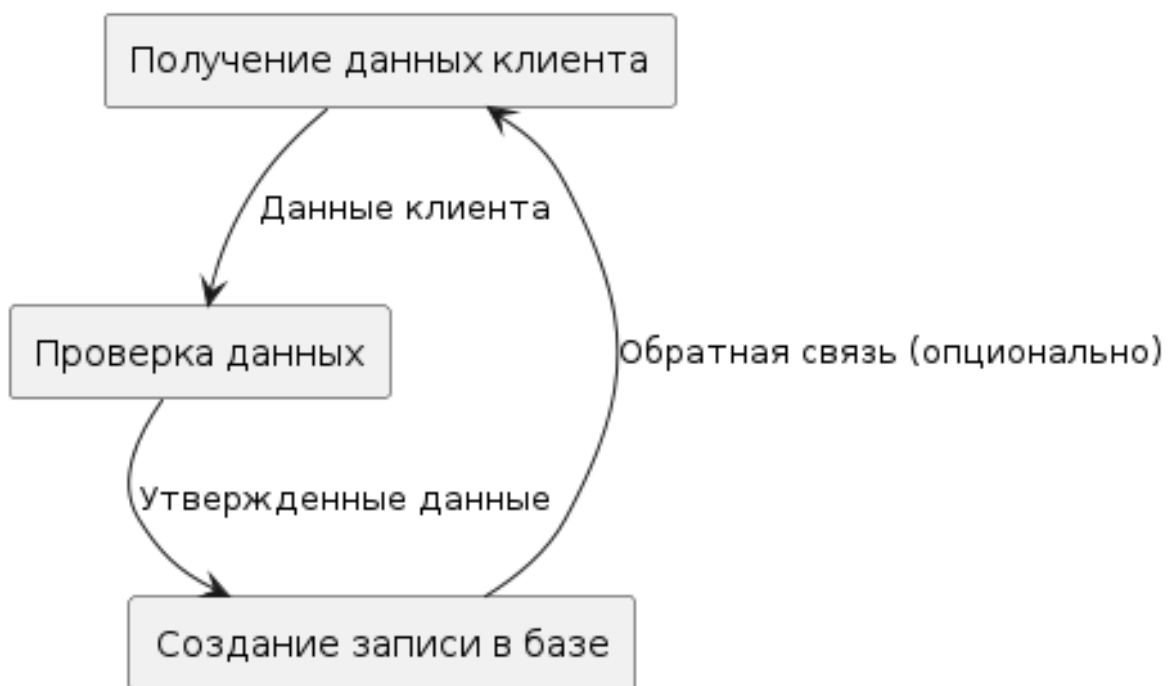 Получение данных клиента
Данные клиента
Проверка данных
Обратная связь (опционально)
Утвержденные данные
Создание записи в базе